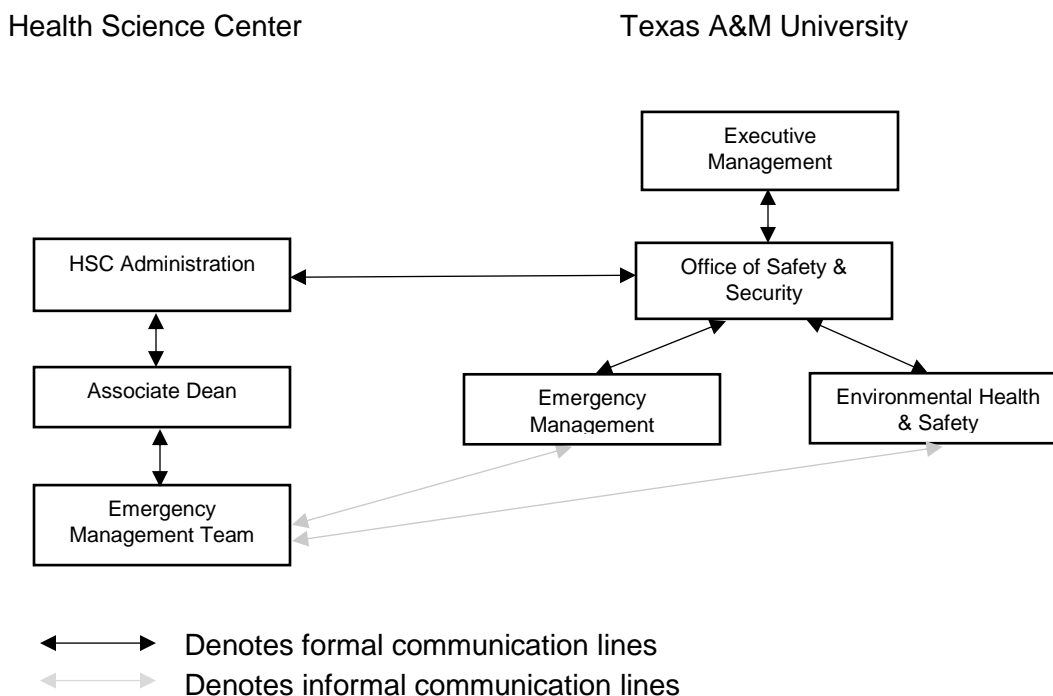 Health Science Center
Texas A&M University
Executive
Management
HSC Administration
Office of Safety &
Security
Associate Dean
Emergency
Management
Environmental Health
& Safety
Emergency
Management Team
Denotes formal communication lines
Denotes informal communication lines